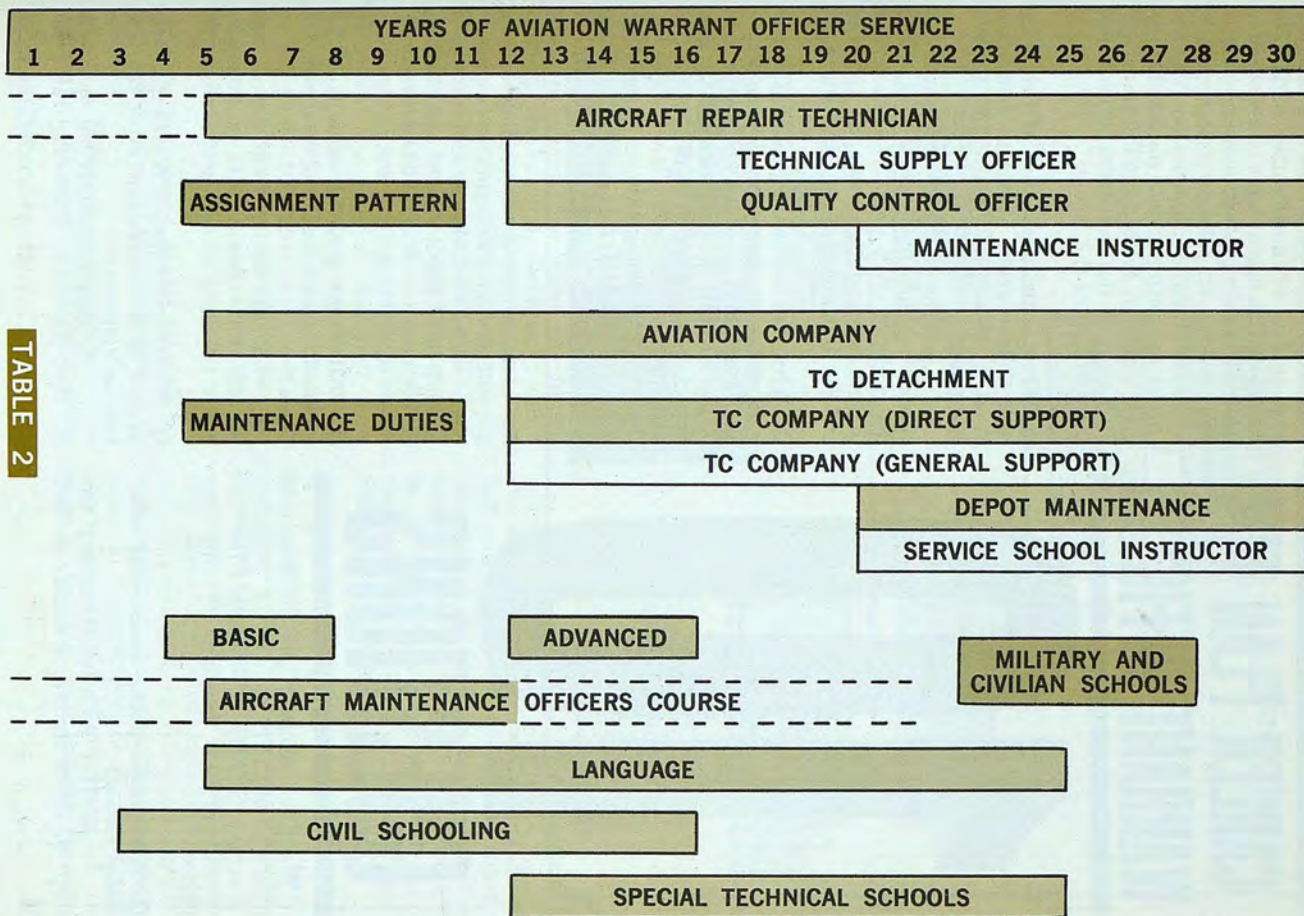 YEARS OF AVIATION WARRANT OFFICER SERVICE
1 2 3 4 5 6 7 8 9 10 11 12 13 14 15 16 17 18 19 20 21 22 23 24 25 26 27 28 29 30
AIRCRAFT REPAIR TECHNICIAN
TECHNICAL SUPPLY OFFICER
ASSIGNMENT PATTERN
QUALITY CONTROL OFFICER
MAINTENANCE INSTRUCTOR
TABLE 2
AVIATION COMPANY
TC DETACHMENT
MAINTENANCE DUTIES
TC COMPANY (DIRECT SUPPORT)
TC COMPANY (GENERAL SUPPORT)
DEPOT MAINTENANCE
SERVICE SCHOOL INSTRUCTOR
BASIC
ADVANCED
MILITARY AND
CIVILIAN SCHOOLS
AIRCRAFT MAINTENANCE OFFICERS COURSE
LANGUAGE
CIVIL SCHOOLING
SPECIAL TECHNICAL SCHOOLS